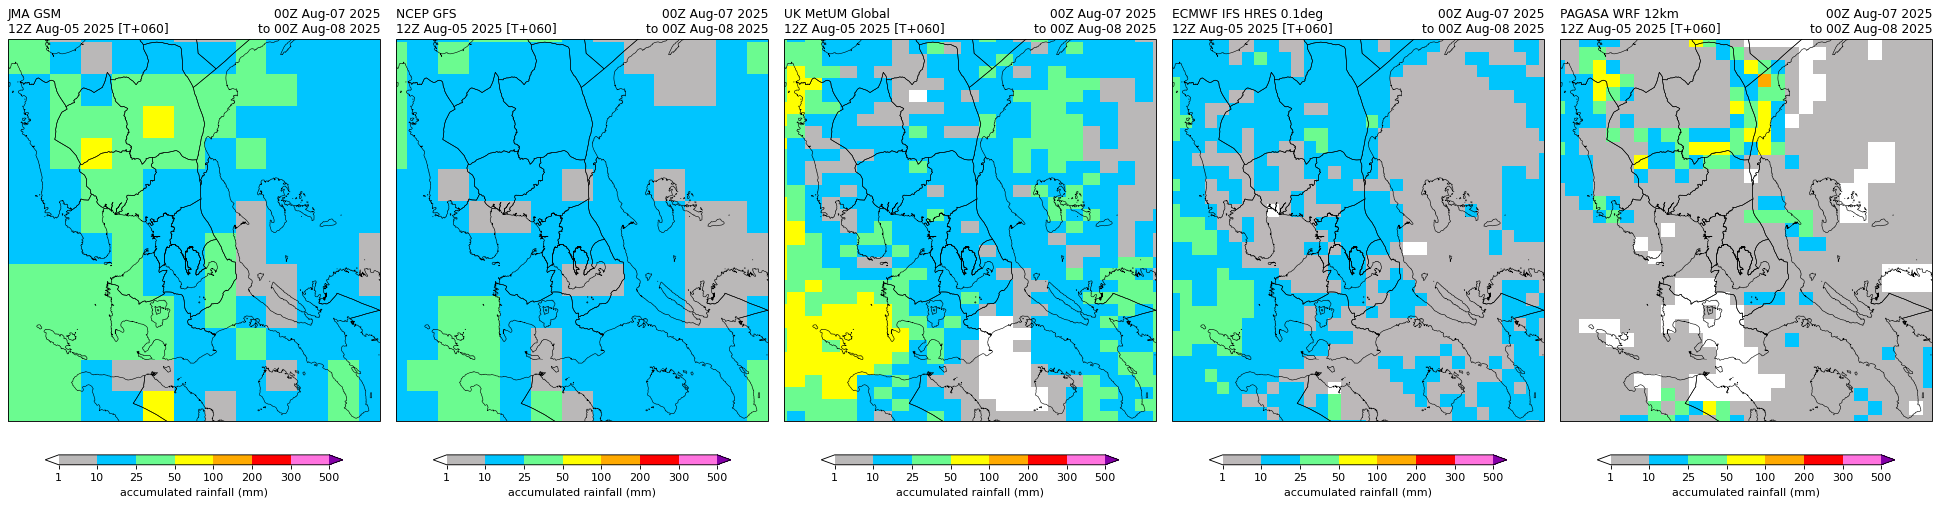 JMA GSM 00Z Aug-07 2025
12Z Aug-05 2025 [T+060] to 00Z Aug-08 2025
NCEP GFS 00Z Aug-07 2025
12Z Aug-05 2025 [T+060] to 00Z Aug-08 2025
UK MetUM Global 00Z Aug-07 2025
12Z Aug-05 2025 [T+060] to 00Z Aug-08 2025
ECMWF IFS HRES 0.1deg 00Z Aug-07 2025
12Z Aug-05 2025 [T+060] to 00Z Aug-08 2025
PAGASA WRF 12km 00Z Aug-07 2025
12Z Aug-05 2025 [T+060] to 00Z Aug-08 2025
1 10 25 50 100 200 300 500
accumulated rainfall (mm)
1 10 25 50 100 200 300 500
accumulated rainfall (mm)
1 10 25 50 100 200 300 500
accumulated rainfall (mm)
1 10 25 50 100 200 300 500
accumulated rainfall (mm)
1 10 25 50 100 200 300 500
accumulated rainfall (mm)